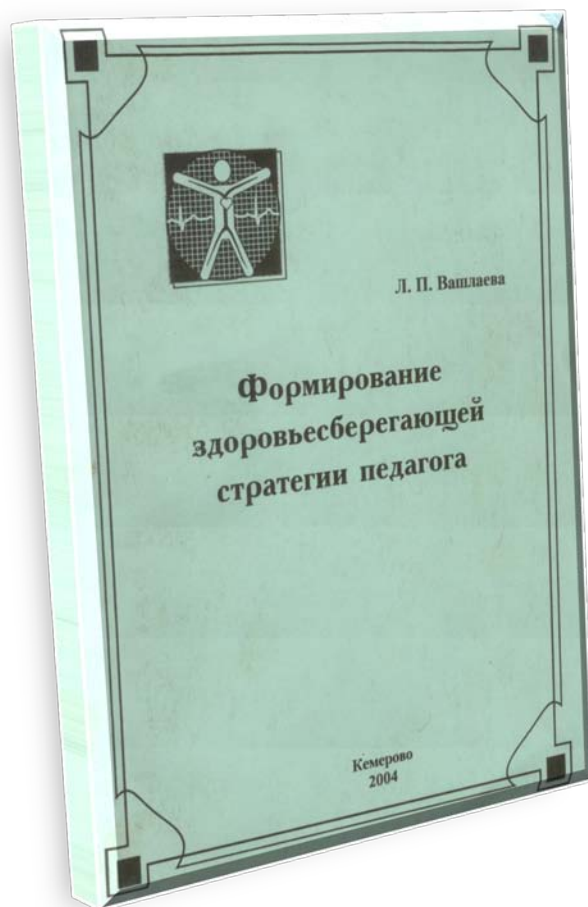 Л. П. Вашлаева
Формирование
здоровьесберегающей
стратегии педагога
Кемерово
2004